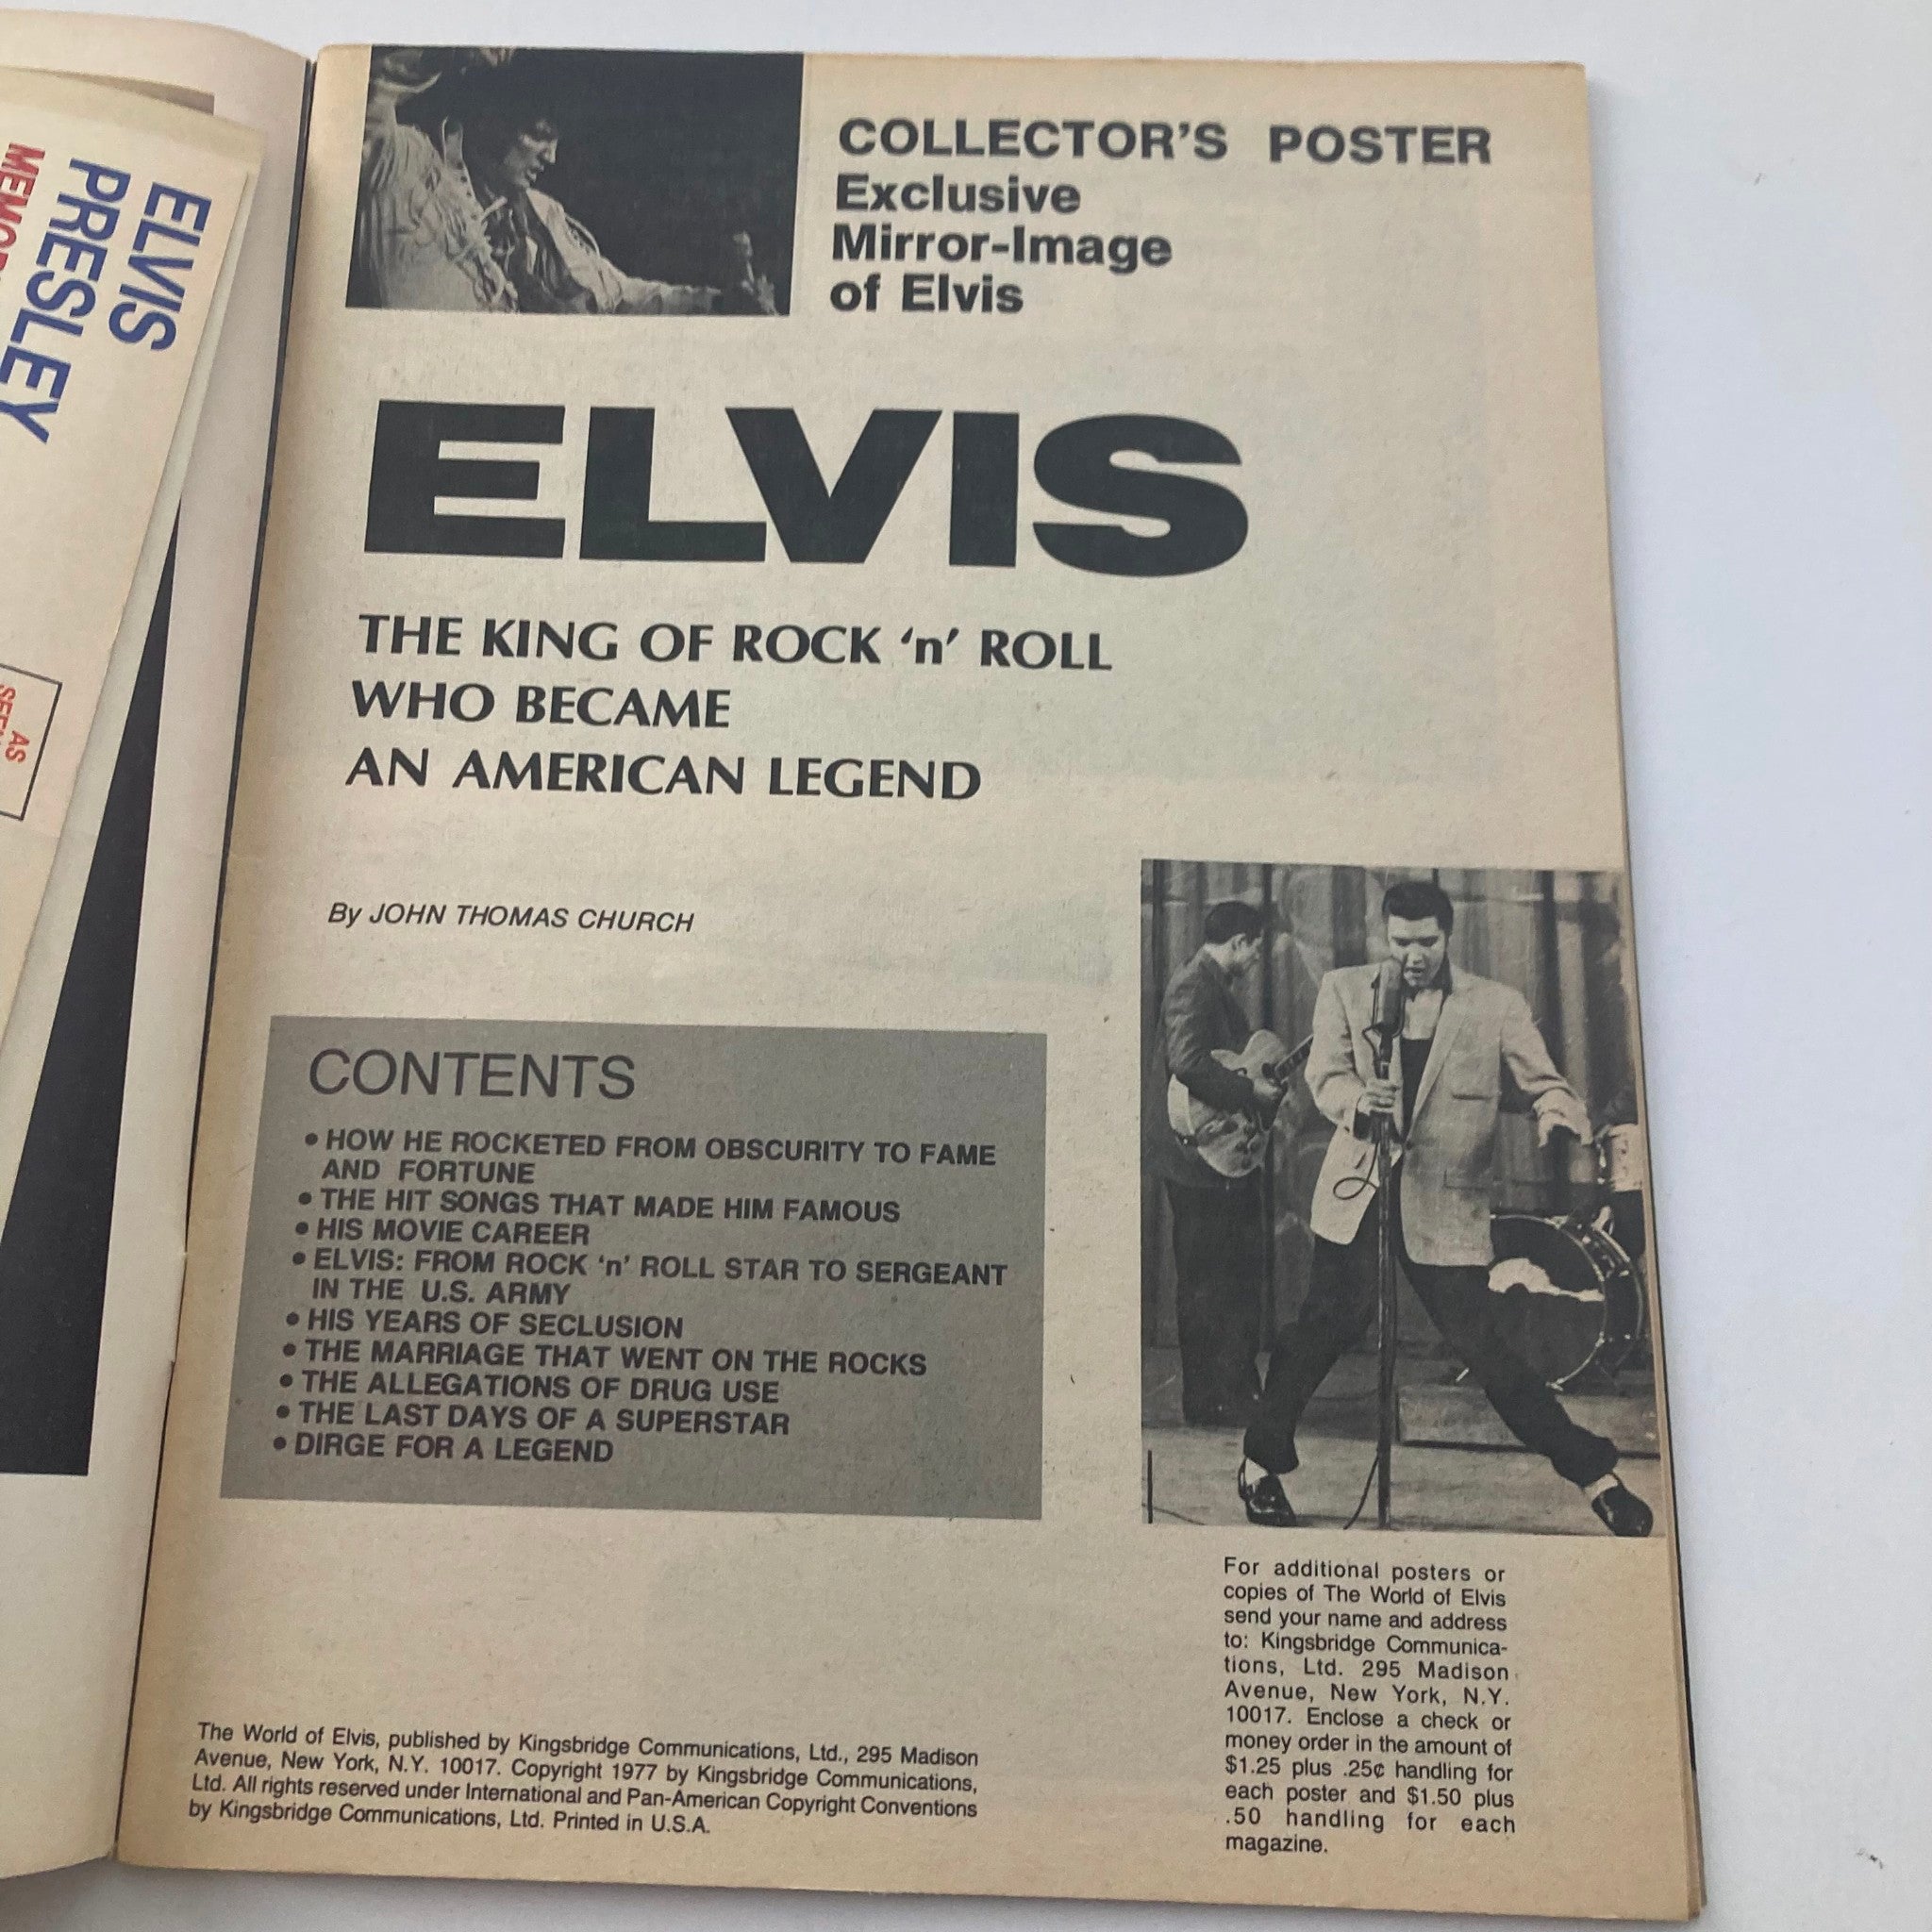 ELVIS
PRESLEY
AS
COLLECTOR'S POSTER
Exclusive
Mirror-Image
of Elvis
ELVIS
THE KING OF ROCK 'n' ROLL
WHO BECAME
AN AMERICAN LEGEND
By JOHN THOMAS CHURCH
CONTENTS
• HOW HE ROCKETED FROM OBSCURITY TO FAME
AND FORTUNE
• THE HIT SONGS THAT MADE HIM FAMOUS
• HIS MOVIE CAREER
• ELVIS: FROM ROCK 'n' ROLL STAR TO SERGEANT
IN THE U.S. ARMY
• HIS YEARS OF SECLUSION
• THE MARRIAGE THAT WENT ON THE ROCKS
• THE ALLEGATIONS OF DRUG USE
• THE LAST DAYS OF A SUPERSTAR
• DIRGE FOR A LEGEND
For additional posters or
copies of The World of Elvis
send your name and address
to: Kingsbridge Communica-
tions, Ltd. 295 Madison
Avenue, New York, N.Y.
10017. Enclose a check or
money order in the amount of
$1.25 plus .25¢ handling for
each poster and $1.50 plus
.50 handling for each
magazine.
The World of Elvis, published by Kingsbridge Communications, Ltd., 295 Madison
Avenue, New York, N.Y. 10017. Copyright 1977 by Kingsbridge Communications,
Ltd. All rights reserved under International and Pan-American Copyright Conventions
by Kingsbridge Communications, Ltd. Printed in U.S.A.